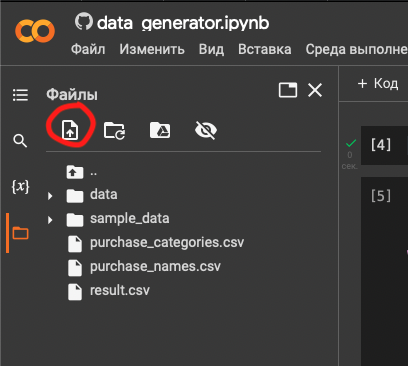 data_generator.ipynb
Файл Изменить Вид Вставка Среда выполне
Файлы
+ Код
..
data
sample_data
purchase_categories.csv
purchase_names.csv
result.csv
{x}
[4]
0
сек.
[5]